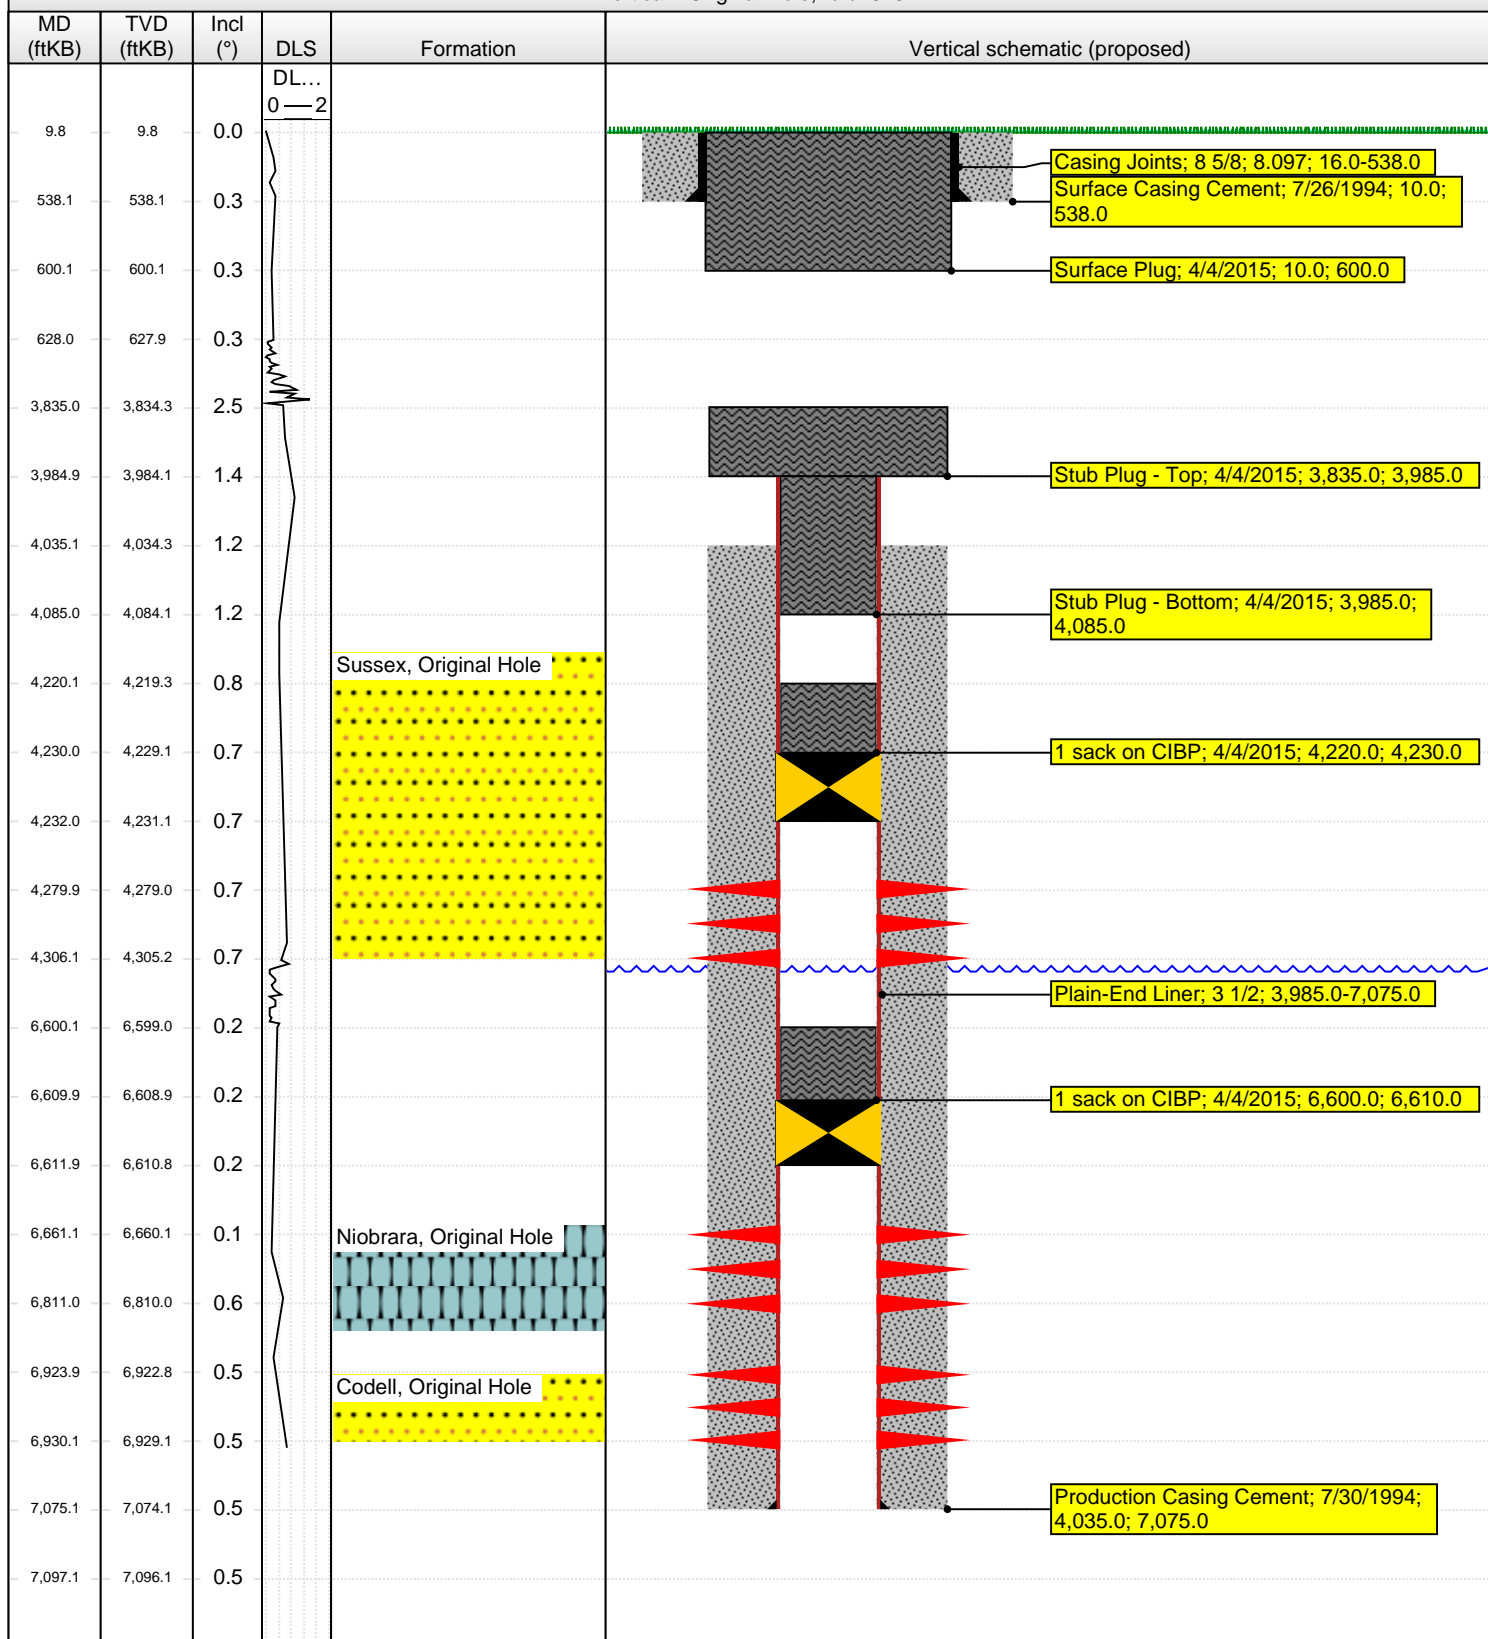 MD (ftKB) TVD (ftKB) Incl (°) DLS Formation Vertical schematic (proposed)
DL...
0 2
9.8 9.8 0.0
Casing Joints; 8 5/8; 8.097; 16.0-538.0
Surface Casing Cement; 7/26/1994; 10.0;
538.0
538.1 538.1 0.3
600.1 600.1 0.3
Surface Plug; 4/4/2015; 10.0; 600.0
628.0 627.9 0.3
3,835.0 3,834.3 2.5
3,984.9 3,984.1 1.4
Stub Plug - Top; 4/4/2015; 3,835.0; 3,985.0
4,035.1 4,034.3 1.2
4,085.0 4,084.1 1.2
Stub Plug - Bottom; 4/4/2015; 3,985.0;
4,085.0
Sussex, Original Hole
4,220.1 4,219.3 0.8
4,230.0 4,229.1 0.7
1 sack on CIBP; 4/4/2015; 4,220.0; 4,230.0
4,232.0 4,231.1 0.7
4,279.9 4,279.0 0.7
4,306.1 4,305.2 0.7
Plain-End Liner; 3 1/2; 3,985.0-7,075.0
6,600.1 6,599.0 0.2
6,609.9 6,608.9 0.2
1 sack on CIBP; 4/4/2015; 6,600.0; 6,610.0
6,611.9 6,610.8 0.2
6,661.1 6,660.1 0.1
Niobrara, Original Hole
6,811.0 6,810.0 0.6
6,923.9 6,922.8 0.5
Codell, Original Hole
6,930.1 6,929.1 0.5
7,075.1 7,074.1 0.5
Production Casing Cement; 7/30/1994;
4,035.0; 7,075.0
7,097.1 7,096.1 0.5